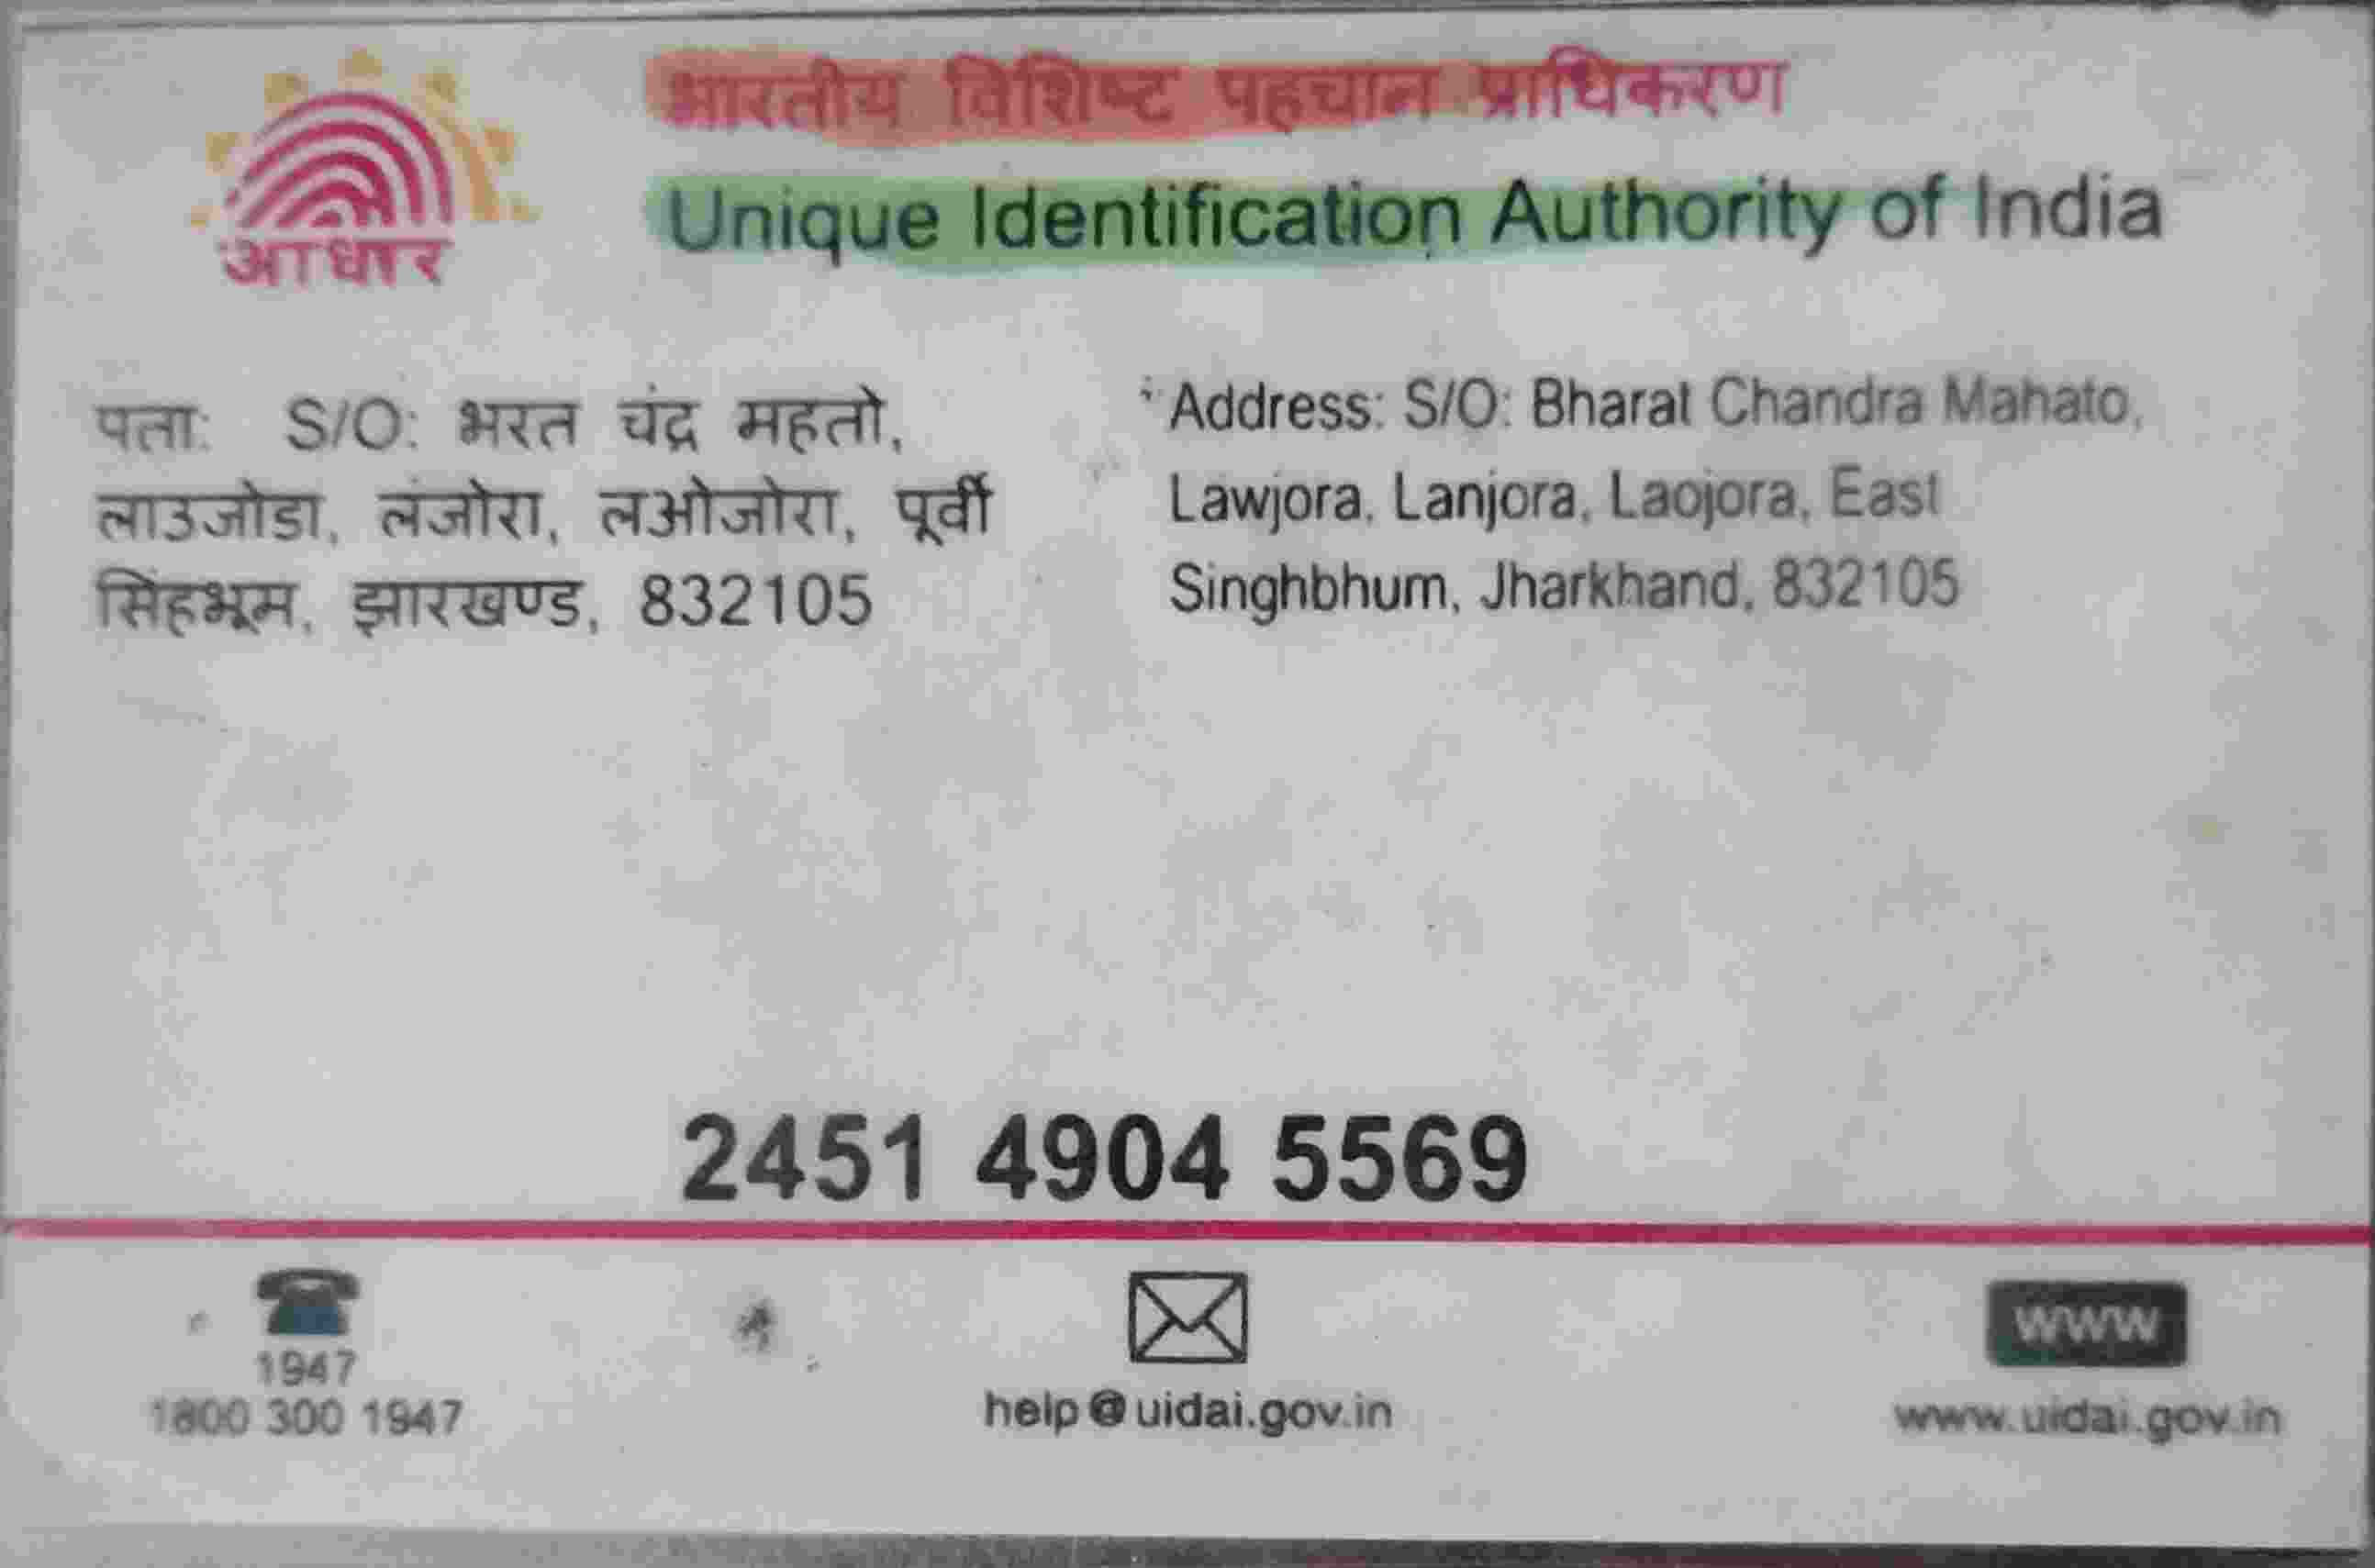 आधार
भारतीय विशिष्ट पहचान प्राधिकरण
Unique Identification Authority of India
पता: S/O: भरत चंद्र महतो,
लाउजोडा, लंजोरा, लओजोरा, पूर्वी
सिंहभूम, झारखण्ड, 832105
Address: S/O: Bharat Chandra Mahato,
Lawjora, Lanjora, Laojora, East
Singhbhum, Jharkhand, 832105
2451 4904 5569
1947
1800 300 1947
help@uidai.gov.in
www
www.uidai.gov.in